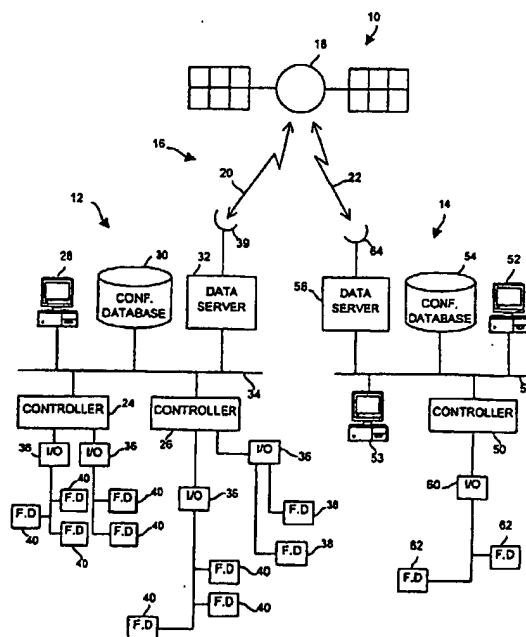 10
18
16
20
22
12
14
39
64
28
30
32
54
52
CONF.
DATABASE
DATA
SERVER
58
DATA
SERVER
CONF.
DATABASE
34
CONTROLLER
24
CONTROLLER
26
53
CONTROLLER
50
36
I/O
I/O
36
I/O
36
I/O
36
60
I/O
40
F.D
F.D
40
F.D
40
F.D
40
F.D
40
F.D
38
F.D
38
F.D
40
F.D
40
40
F.D
62
F.D
F.D
62